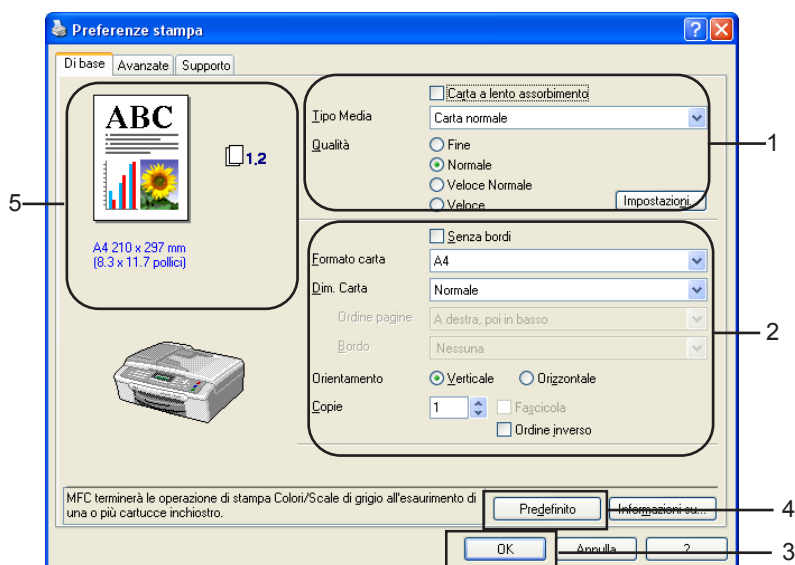 Preferenze stampa
Di base Avanzate Supporto
ABC
1.2
A4 210 x 297 mm
(8.3 x 11.7 pollici)
Carta a lento assorbimento
Tipo Media Carta normale
Qualità Fine
Normale
Veloce Normale
Veloce Impostazioni...
Senza bordi
Formato carta A4
Dim. Carta Normale
Ordine pagine A destra, poi in basso
Bordo Nessuna
Orientamento Verticale Orizzontale
Copie 1 Fascicola
Ordine inverso
MFC terminerà le operazione di stampa Colori/Scale di grigio all'esaurimento di
una o più cartucce inchiostro.
Predefinito Informazioni su...
OK Annulla ?
1
2
3
4
5